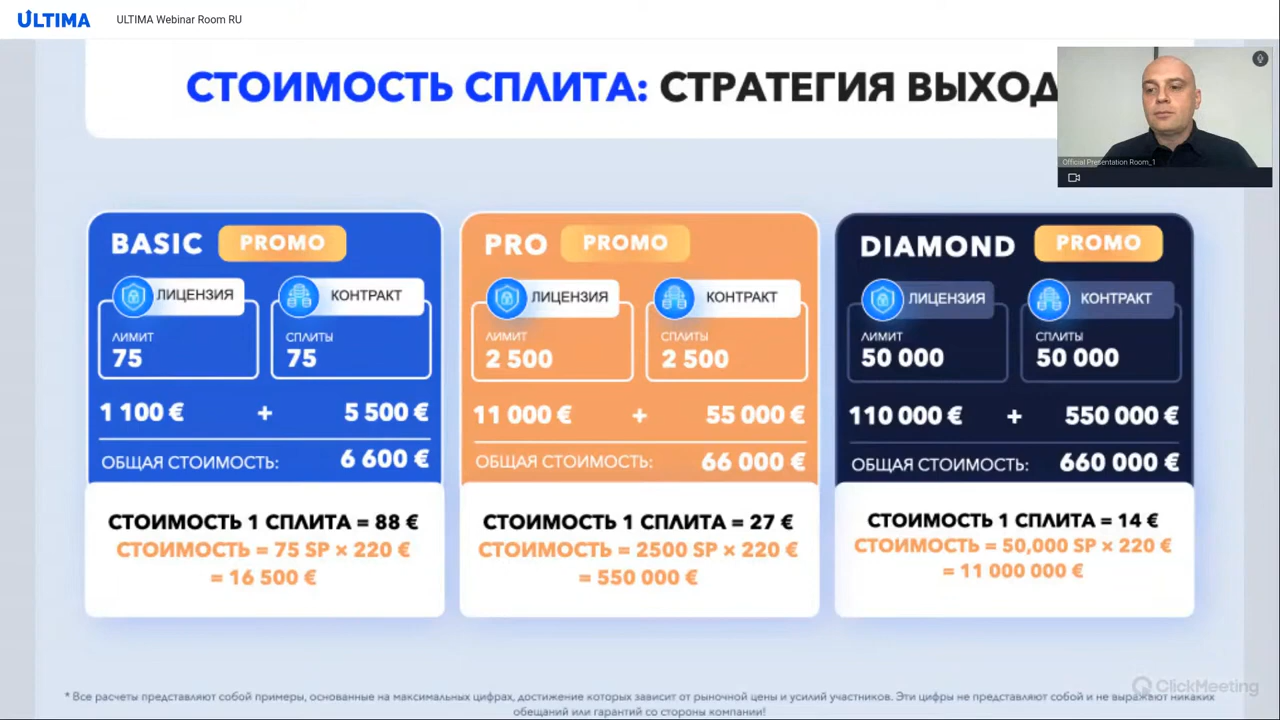 ULTIMA
ULTIMA Webinar Room RU
СТОИМОСТЬ СПЛИТА: СТРАТЕГИЯ ВЫХОД
Official Presentation Room_1
BASIC PROMO
ЛИЦЕНЗИЯ КОНТРАКТ
ЛИМИТ СПЛИТЫ
75 75
1 100 € + 5 500 €
ОБЩАЯ СТОИМОСТЬ: 6 600 €
СТОИМОСТЬ 1 СПЛИТА = 88 €
СТОИМОСТЬ = 75 SP × 220 €
= 16 500 €
PRO PROMO
ЛИЦЕНЗИЯ КОНТРАКТ
ЛИМИТ СПЛИТЫ
2 500 2 500
11 000 € + 55 000 €
ОБЩАЯ СТОИМОСТЬ: 66 000 €
СТОИМОСТЬ 1 СПЛИТА = 27 €
СТОИМОСТЬ = 2500 SP × 220 €
= 550 000 €
DIAMOND PROMO
ЛИЦЕНЗИЯ КОНТРАКТ
ЛИМИТ СПЛИТЫ
50 000 50 000
110 000 € + 550 000 €
ОБЩАЯ СТОИМОСТЬ: 660 000 €
СТОИМОСТЬ 1 СПЛИТА = 14 €
СТОИМОСТЬ = 50,000 SP × 220 €
= 11 000 000 €
* Все расчеты представляют собой примеры, основанные на максимальных цифрах, достижение которых зависит от рыночной цены и усилий участников. Эти цифры не представляют собой и не выражают никаких
обещаний или гарантий со стороны компании!
ClickMeeting